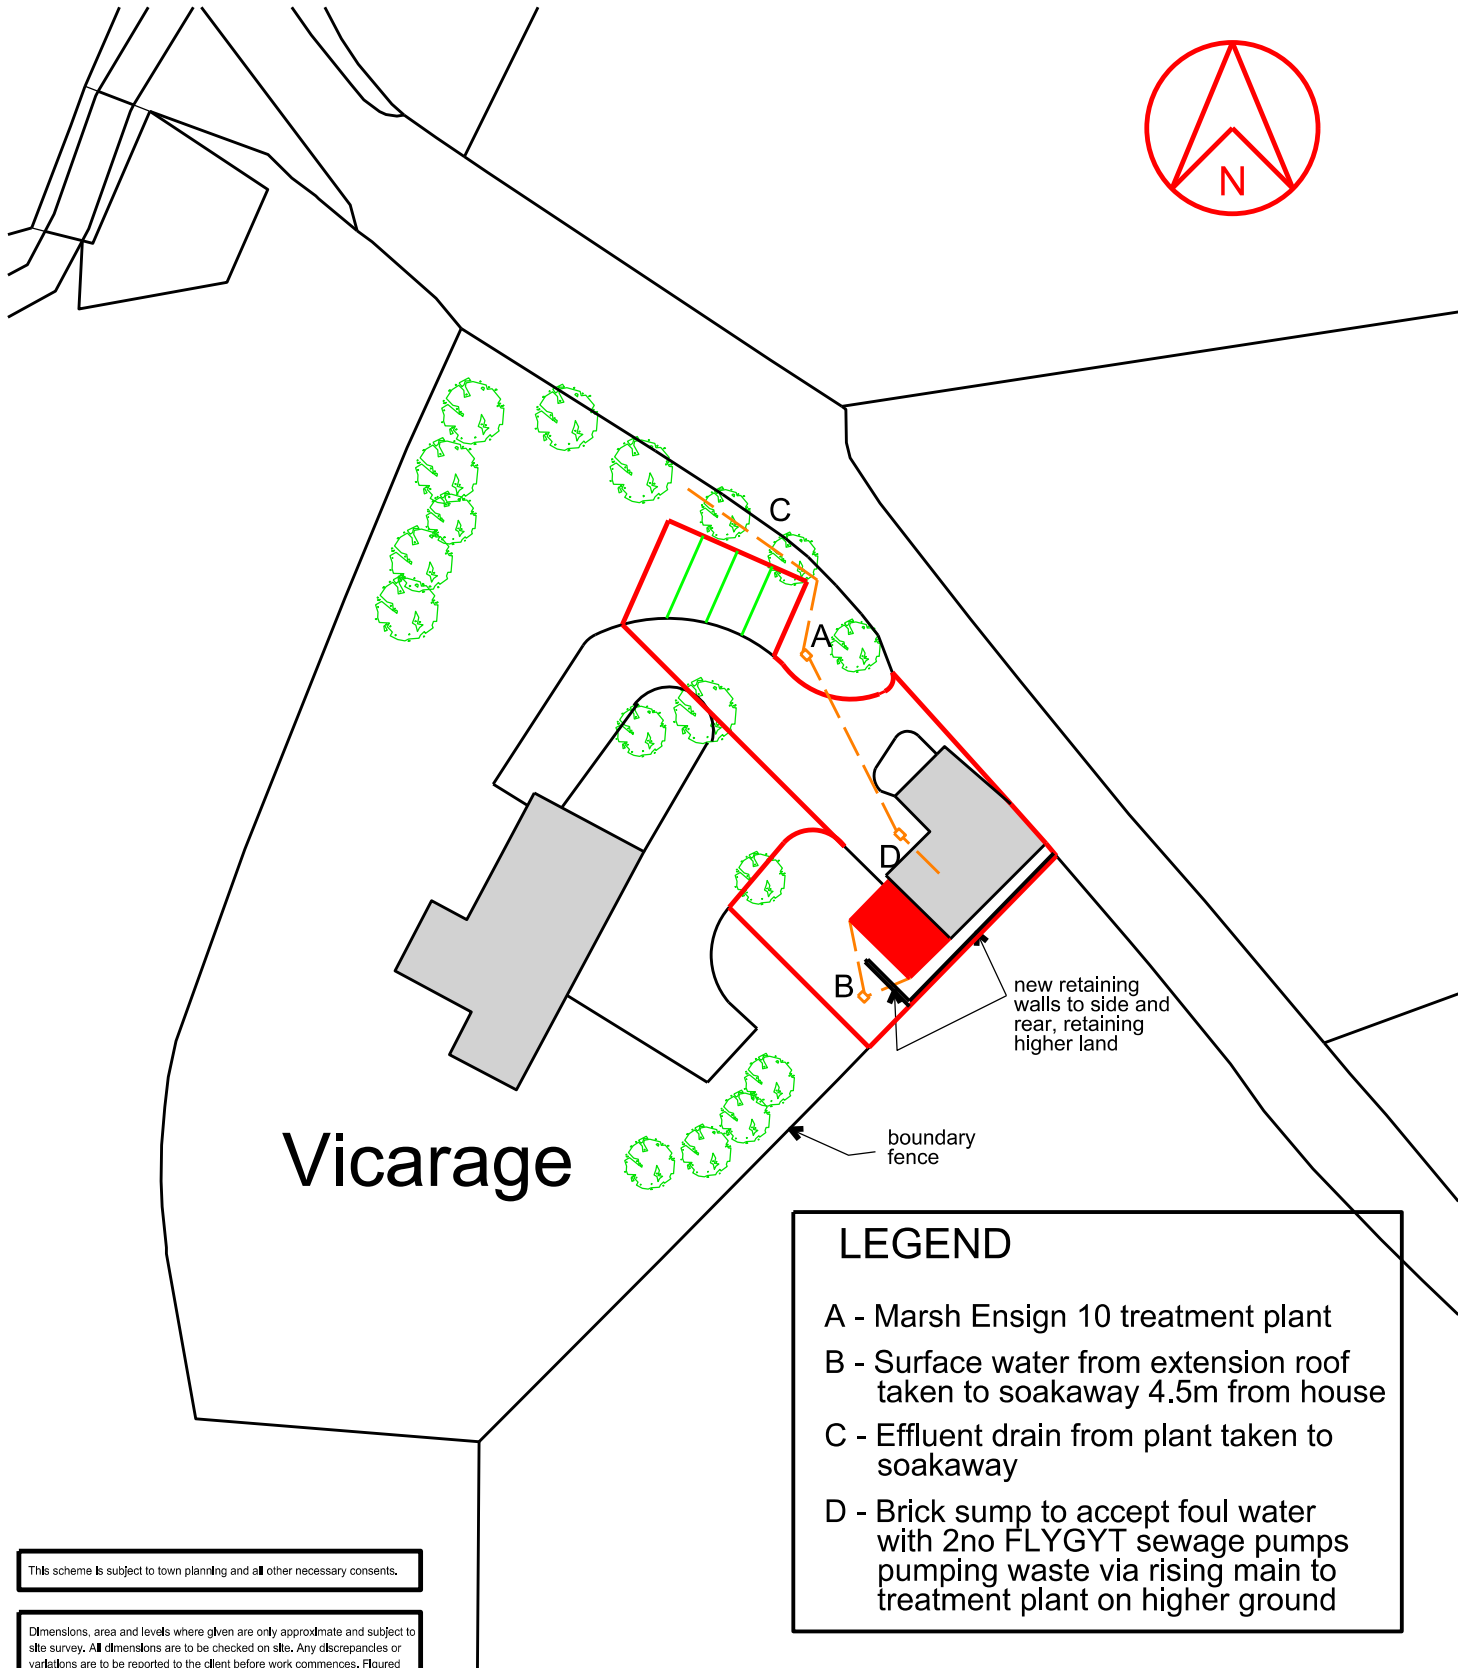 N
C
A
D
B
new retaining
walls to side and
rear, retaining
higher land
boundary
fence
Vicarage
LEGEND
A - Marsh Ensign 10 treatment plant
B - Surface water from extension roof
taken to soakaway 4.5m from house
C - Effluent drain from plant taken to
soakaway
D - Brick sump to accept foul water
with 2no FLYGYT sewage pumps
pumping waste via rising main to
treatment plant on higher ground
This scheme is subject to town planning and all other necessary consents.
Dimensions, area and levels where given are only approximate and subject to
site survey. All dimensions are to be checked on site. Any discrepancies or
variations are to be reported to the client before work commences. Figured